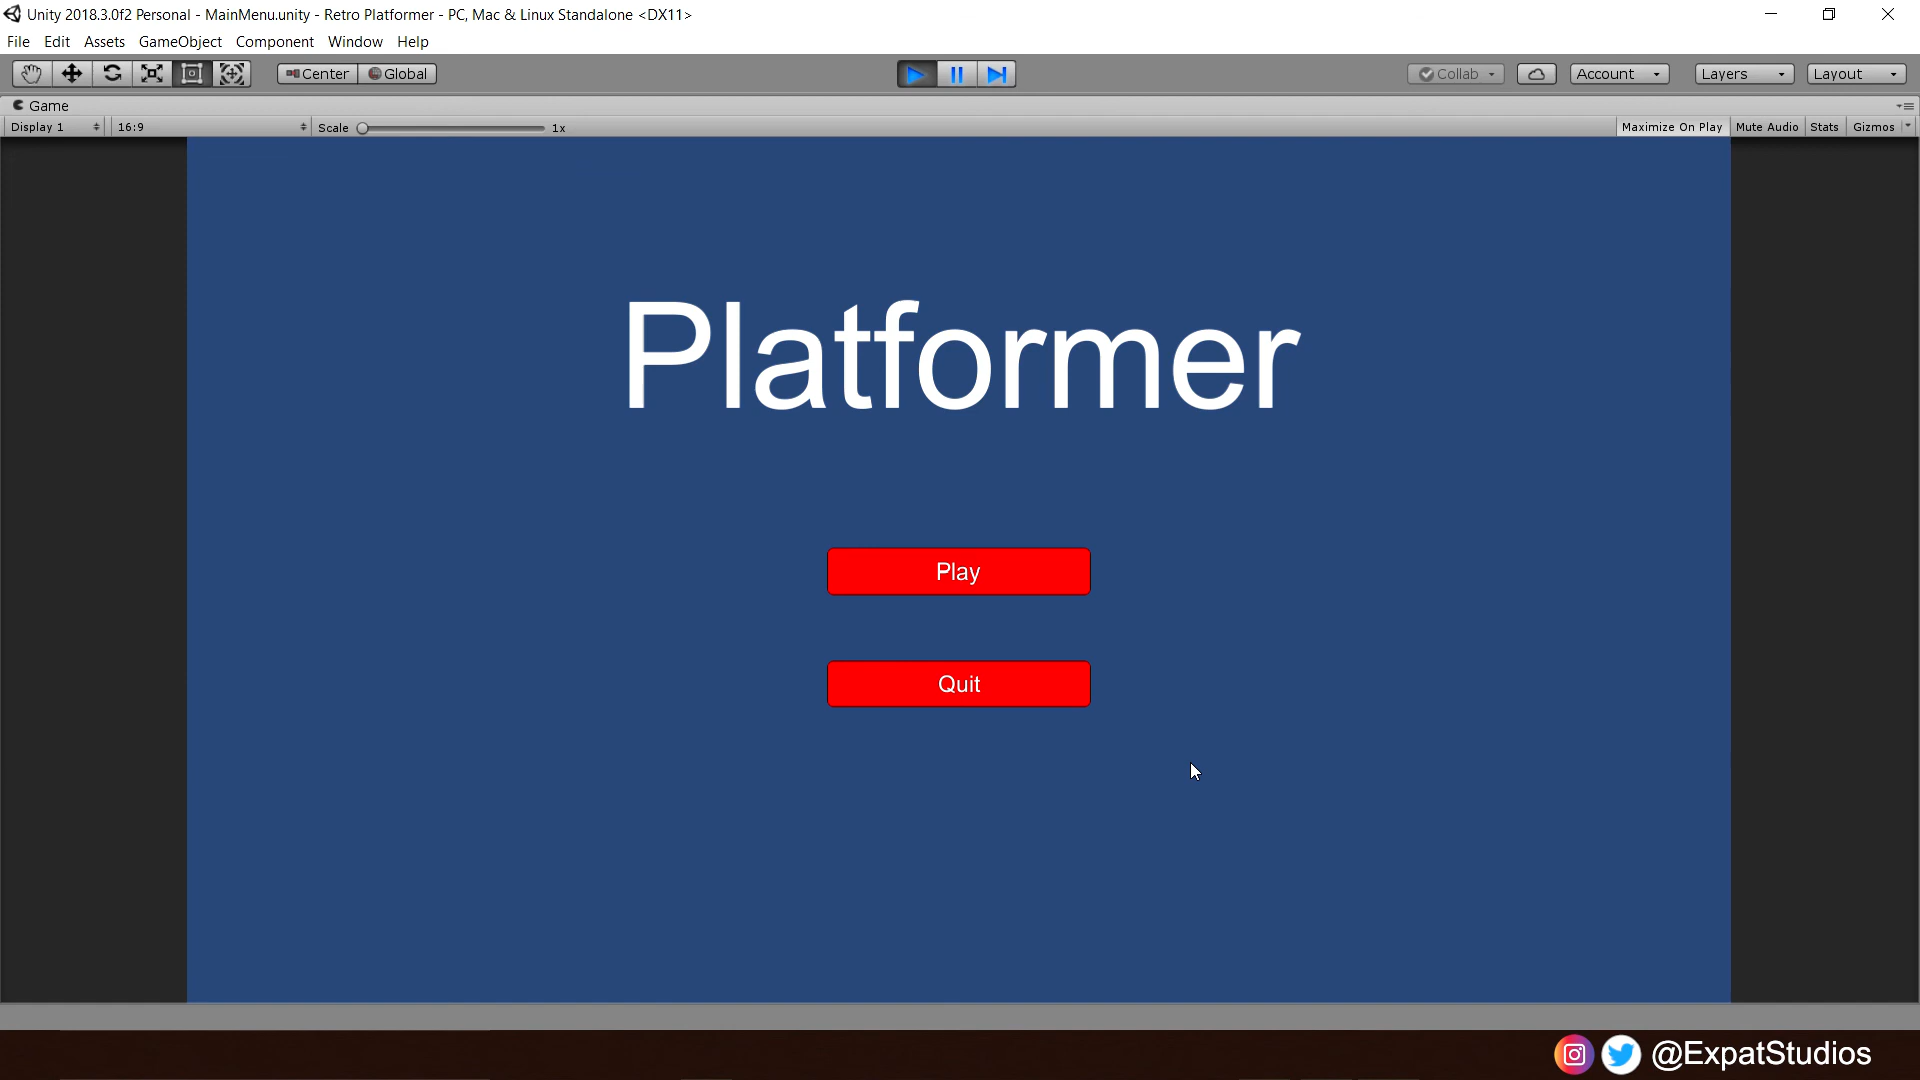 Unity 2018.3.0f2 Personal - MainMenu.unity - Retro Platformer - PC, Mac & Linux Standalone <DX11>
File Edit Assets GameObject Component Window Help
Center Global Collab Account Layers Layout
Game
Display 1 16:9 Scale 1x Maximize On Play Mute Audio Stats Gizmos
Platformer
Play
Quit
@ExpatStudios